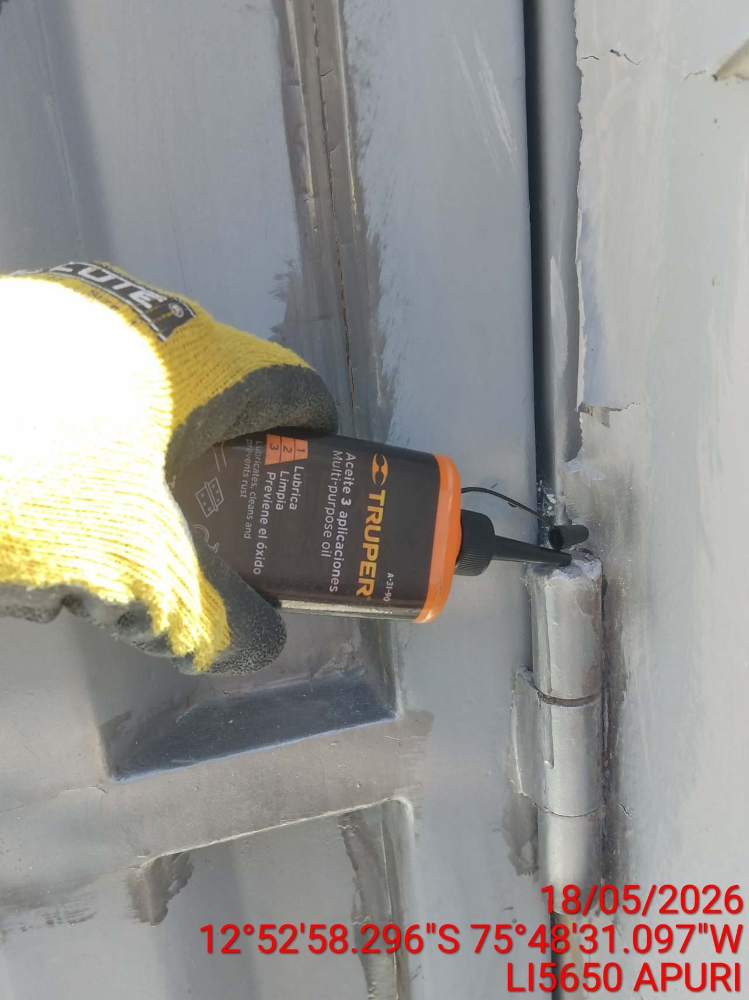 TRUPER®
A-31-90
Aceite 3 aplicaciones
Multi-purpose oil
1 Lubrica
2 Limpia
3 Previene el óxido
Lubricates, cleans and
prevents rust
18/05/2026
12°52'58.296"S 75°48'31.097"W
LI5650 APURI